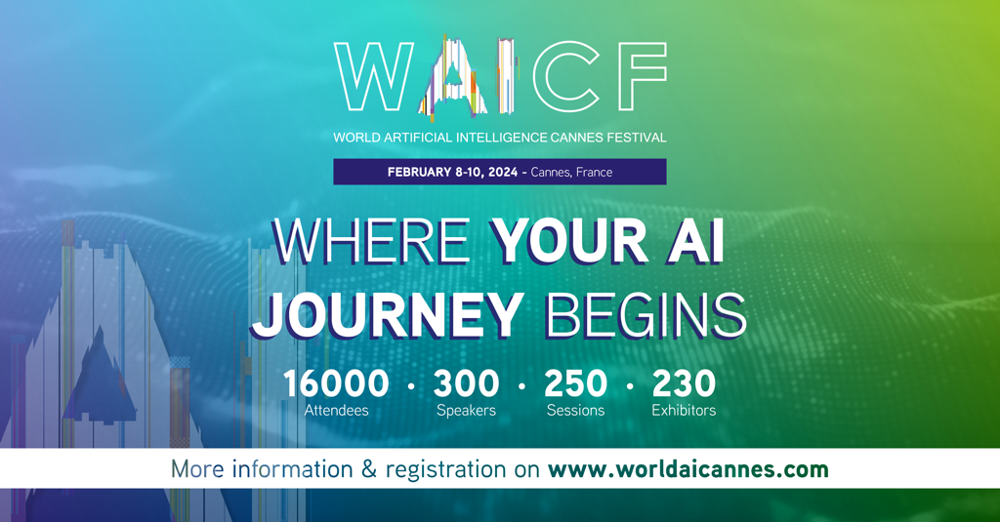 WAICF
WORLD ARTIFICIAL INTELLIGENCE CANNES FESTIVAL
FEBRUARY 8-10, 2024 - Cannes, France
WHERE YOUR AI
JOURNEY BEGINS
16000 · 300 · 250 · 230
Attendees Speakers Sessions Exhibitors
More information & registration on www.worldaicannes.com